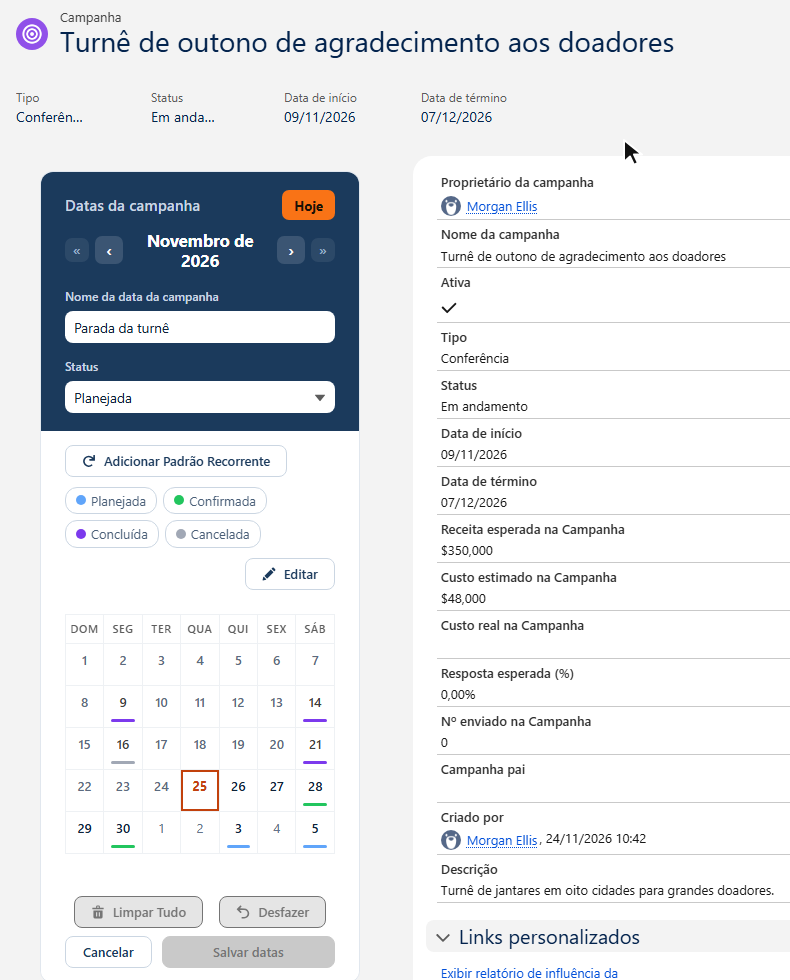 Campanha
Turnê de outono de agradecimento aos doadores
Tipo Status Data de início Data de término
Conferên... Em anda... 09/11/2026 07/12/2026
Datas da campanha Hoje
« ‹ Novembro de 2026 › »
Nome da data da campanha
Parada da turnê
Status
Planejada
Adicionar Padrão Recorrente
Planejada Confirmada
Concluída Cancelada
Editar
DOM SEG TER QUA QUI SEX SÁB
1 2 3 4 5 6 7
8 9 10 11 12 13 14
15 16 17 18 19 20 21
22 23 24 25 26 27 28
29 30 1 2 3 4 5
Limpar Tudo Desfazer
Cancelar Salvar datas
Proprietário da campanha
Morgan Ellis
Nome da campanha
Turnê de outono de agradecimento aos doadores
Ativa
Tipo
Conferência
Status
Em andamento
Data de início
09/11/2026
Data de término
07/12/2026
Receita esperada na Campanha
$350,000
Custo estimado na Campanha
$48,000
Custo real na Campanha
Resposta esperada (%)
0,00%
Nº enviado na Campanha
0
Campanha pai
Criado por
Morgan Ellis, 24/11/2026 10:42
Descrição
Turnê de jantares em oito cidades para grandes doadores.
Links personalizados
Exibir relatório de influência da